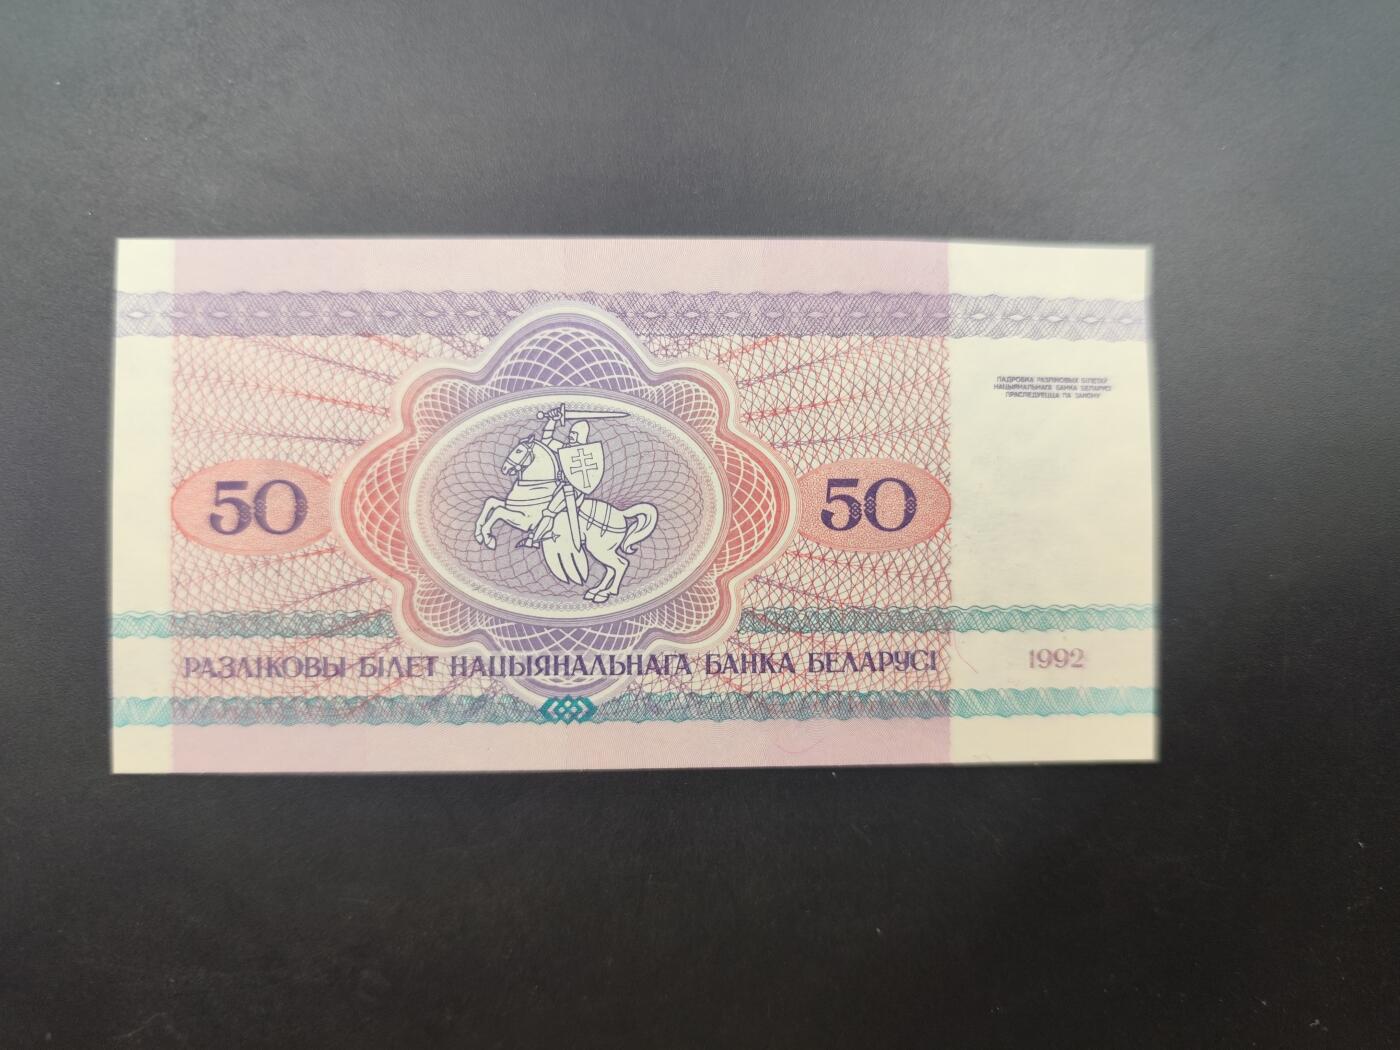 ПАДРОБКА РАЗЛІКОВЫХ БІЛЕТАЎ
НАЦЫЯНАЛЬНАГА БАНКА БЕЛАРУСІ
ПРАСЛЕДУЕЦЦА ПА ЗАКОНУ
50
50
РАЗЛІКОВЫ БІЛЕТ НАЦЫЯНАЛЬНАГА БАНКА БЕЛАРУСІ
1992